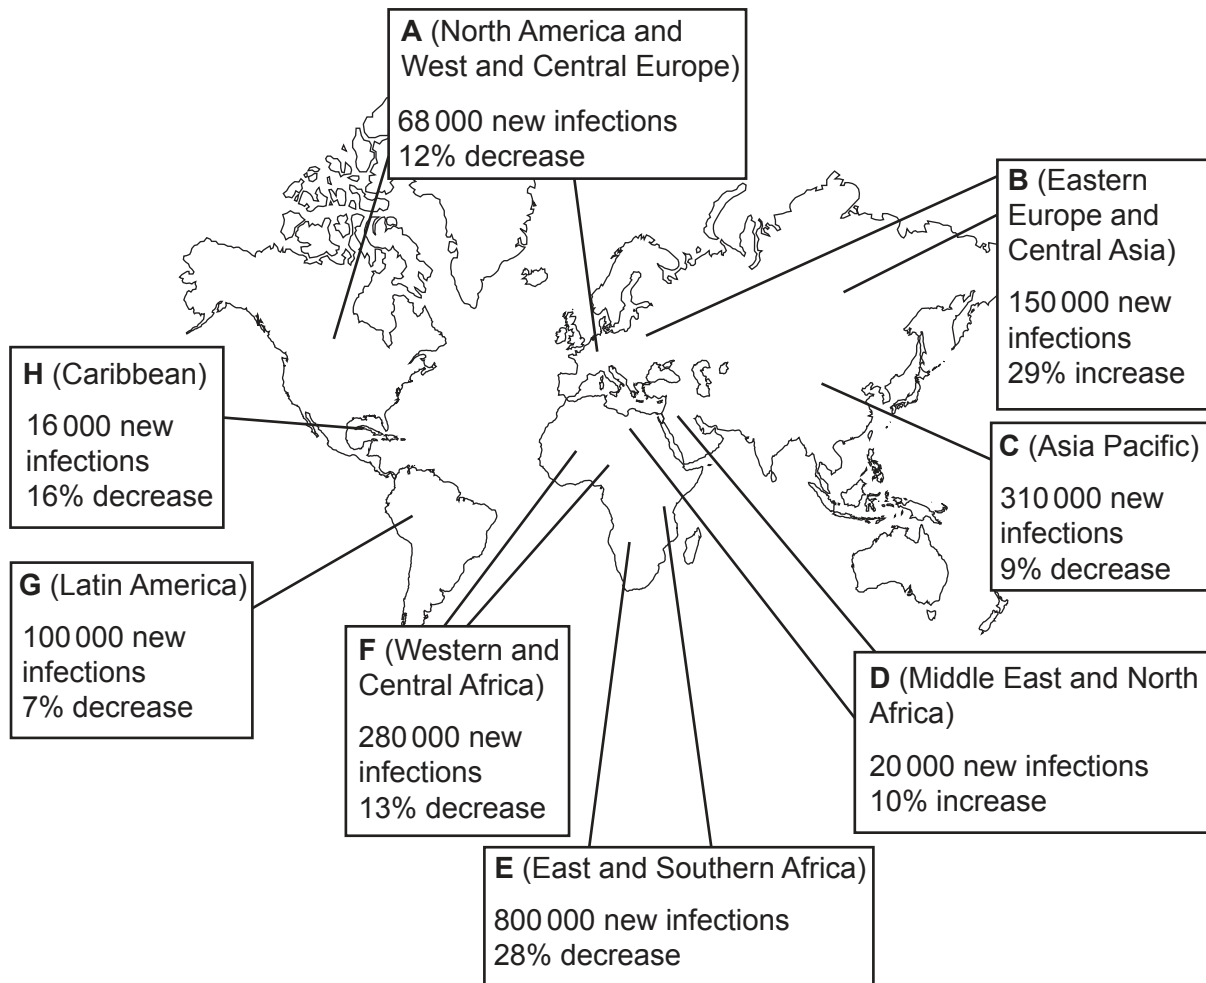 A (North America and
West and Central Europe)
68 000 new infections
12% decrease
B (Eastern
Europe and
Central Asia)
150 000 new
infections
29% increase
H (Caribbean)
16 000 new
infections
16% decrease
C (Asia Pacific)
310 000 new
infections
9% decrease
G (Latin America)
100 000 new
infections
7% decrease
F (Western and
Central Africa)
280 000 new
infections
13% decrease
D (Middle East and North
Africa)
20 000 new infections
10% increase
E (East and Southern Africa)
800 000 new infections
28% decrease